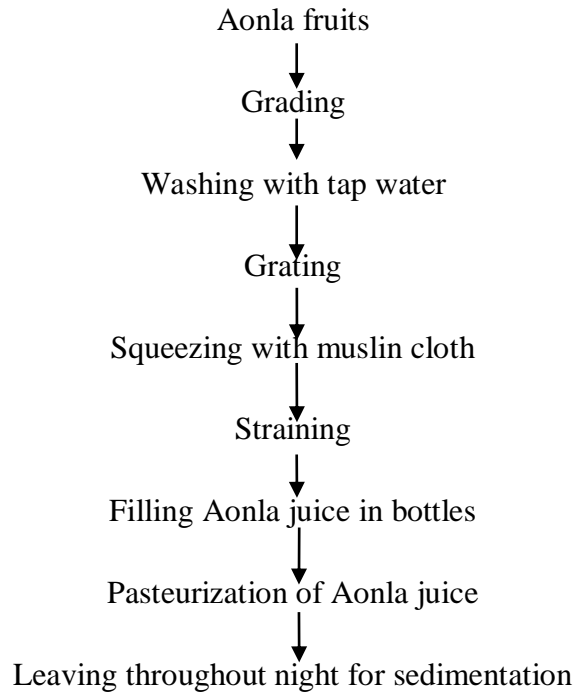 Aonla fruits
Grading
Washing with tap water
Grating
Squeezing with muslin cloth
Straining
Filling Aonla juice in bottles
Pasteurization of Aonla juice
Leaving throughout night for sedimentation